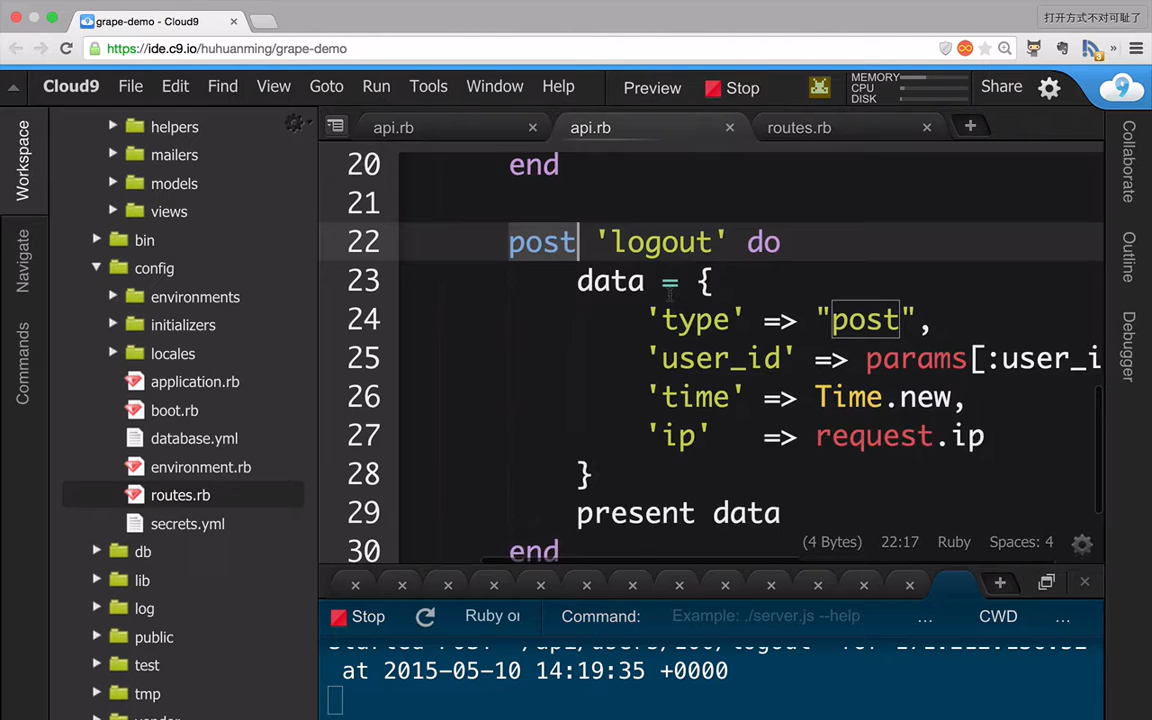 grape-demo - Cloud9
打开方式不对可耻了
https://ide.c9.io/huhuanming/grape-demo
Cloud9 File Edit Find View Goto Run Tools Window Help Preview Stop MEMORY CPU DISK Share
Workspace
Navigate
Commands
helpers
mailers
models
views
bin
config
environments
initializers
locales
application.rb
boot.rb
database.yml
environment.rb
routes.rb
secrets.yml
db
lib
log
public
test
tmp
api.rb api.rb routes.rb
20 end
21
22 post 'logout' do
23 data = {
24 'type' => "post",
25 'user_id' => params[:user_i
26 'time' => Time.new,
27 'ip' => request.ip
28 }
29 present data
30 end
(4 Bytes) 22:17 Ruby Spaces: 4
Collaborate
Outline
Debugger
Stop Ruby or Command: Example: ./server.js --help ... CWD ...
at 2015-05-10 14:19:35 +0000